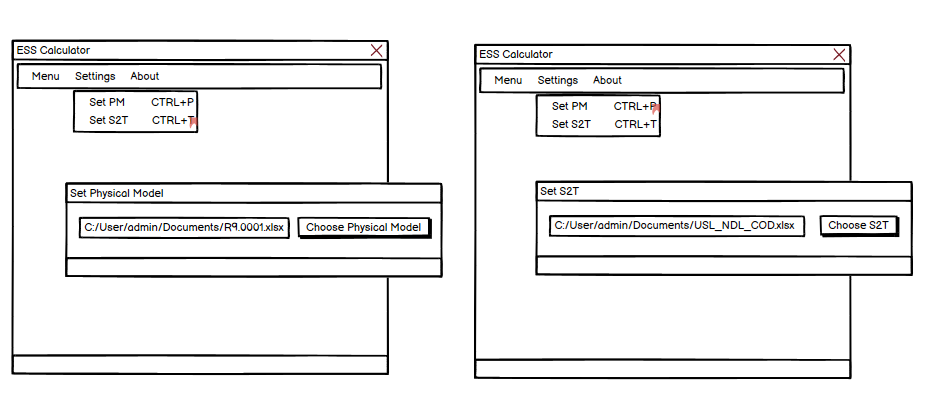 ESS Calculator
Menu Settings About
Set PM CTRL+P
Set S2T CTRL+T
Set Physical Model
C:/User/admin/Documents/R9.0001.xlsx Choose Physical Model
ESS Calculator
Menu Settings About
Set PM CTRL+P
Set S2T CTRL+T
Set S2T
C:/User/admin/Documents/USL_NDL_COD.xlsx Choose S2T